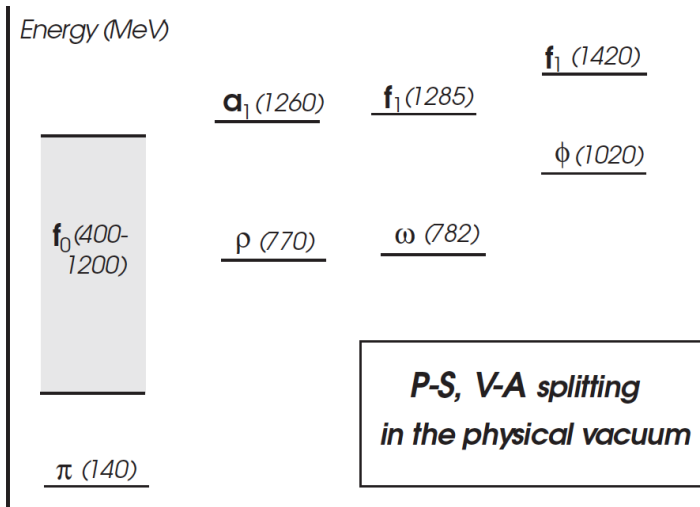 Energy (MeV)
f1 (1420)
a1 (1260)
f1 (1285)
ϕ (1020)
f0 (400-
1200)
ρ (770)
ω (782)
P-S, V-A splitting
in the physical vacuum
π (140)